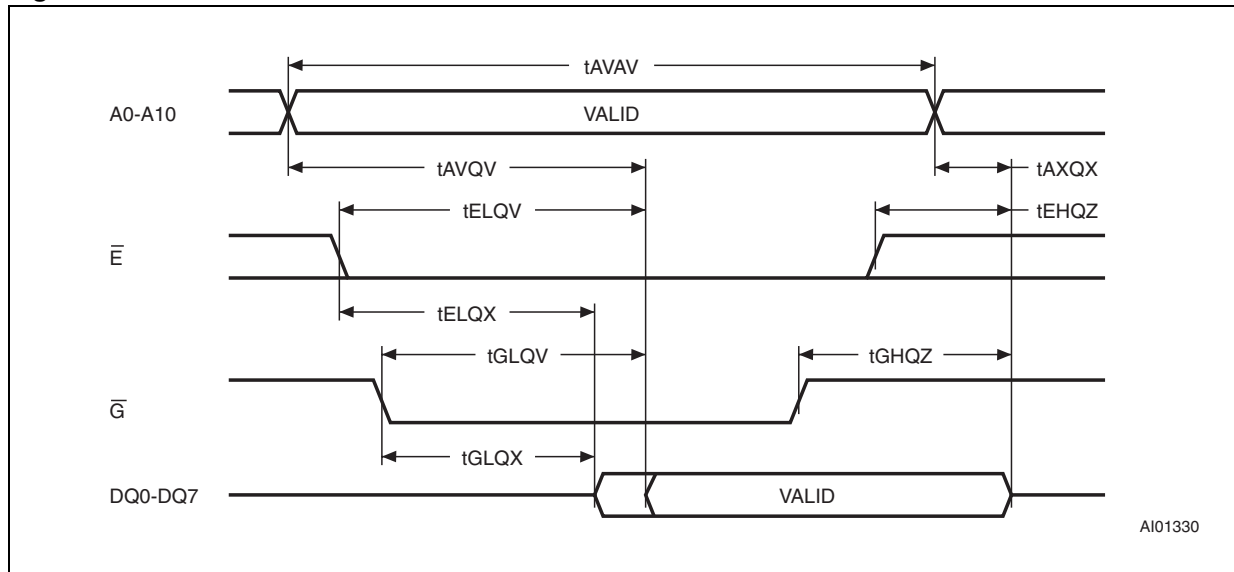 tAVAV
A0-A10
VALID
tAVQV
tAXQX
tELQV
tEHQZ
E̅
tELQX
tGLQV
tGHQZ
G̅
tGLQX
DQ0-DQ7
VALID
AI01330